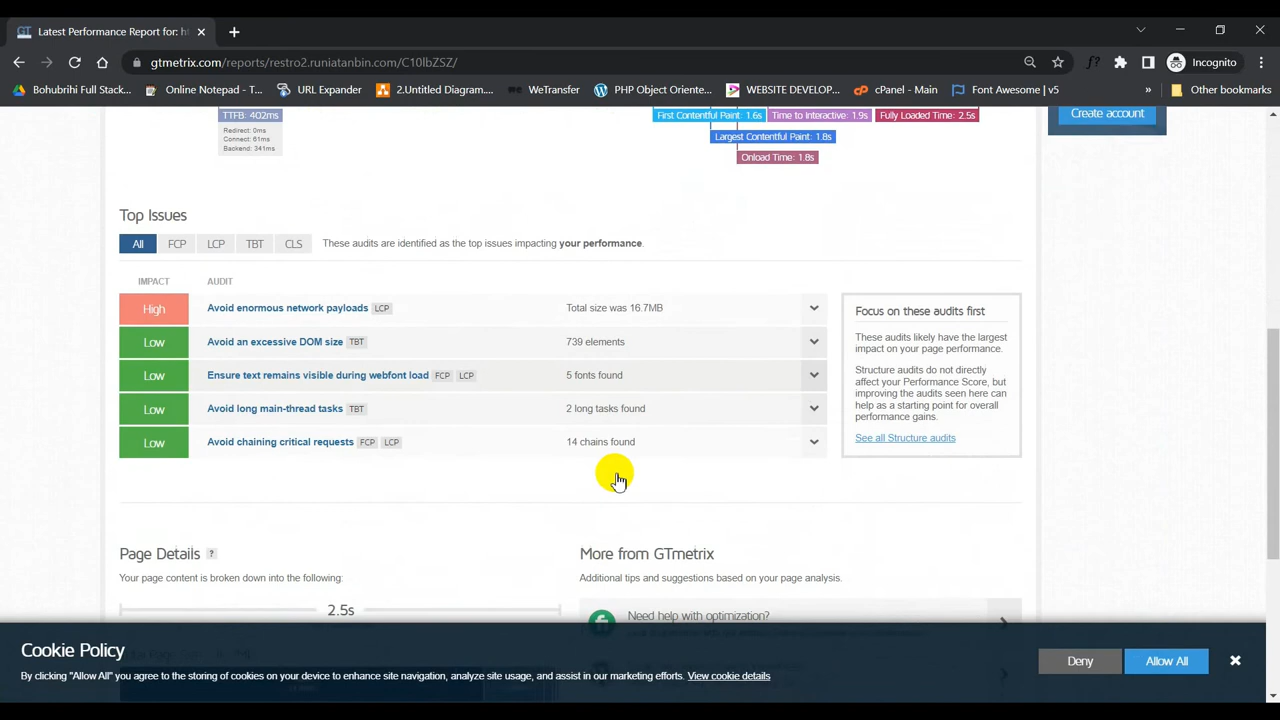 Latest Performance Report for: ht
gtmetrix.com/reports/restro2.runiatanbin.com/C10lbZSZ/
Incognito
Bohubrihi Full Stack...
Online Notepad - T...
URL Expander
2.Untitled Diagram....
WeTransfer
PHP Object Oriente...
WEBSITE DEVELOP...
cPanel - Main
Font Awesome | v5
»
Other bookmarks
Create account
TTFB: 402ms
Redirect: 0ms
Connect: 61ms
Backend: 341ms
First Contentful Paint: 1.6s
Time to Interactive: 1.9s
Fully Loaded Time: 2.5s
Largest Contentful Paint: 1.8s
Onload Time: 1.8s
Top Issues
All FCP LCP TBT CLS These audits are identified as the top issues impacting your performance.
IMPACT AUDIT
High Avoid enormous network payloads LCP Total size was 16.7MB
Low Avoid an excessive DOM size TBT 739 elements
Low Ensure text remains visible during webfont load FCP LCP 5 fonts found
Low Avoid long main-thread tasks TBT 2 long tasks found
Low Avoid chaining critical requests FCP LCP 14 chains found
Focus on these audits first
These audits likely have the largest
impact on your page performance.
Structure audits do not directly
affect your Performance Score, but
improving the audits seen here can
help as a starting point for overall
performance gains.
See all Structure audits
Page Details ?
Your page content is broken down into the following:
2.5s
More from GTmetrix
Additional tips and suggestions based on your page analysis.
Need help with optimization?
Cookie Policy
By clicking "Allow All" you agree to the storing of cookies on your device to enhance site navigation, analyze site usage, and assist in our marketing efforts. View cookie details
Deny
Allow All